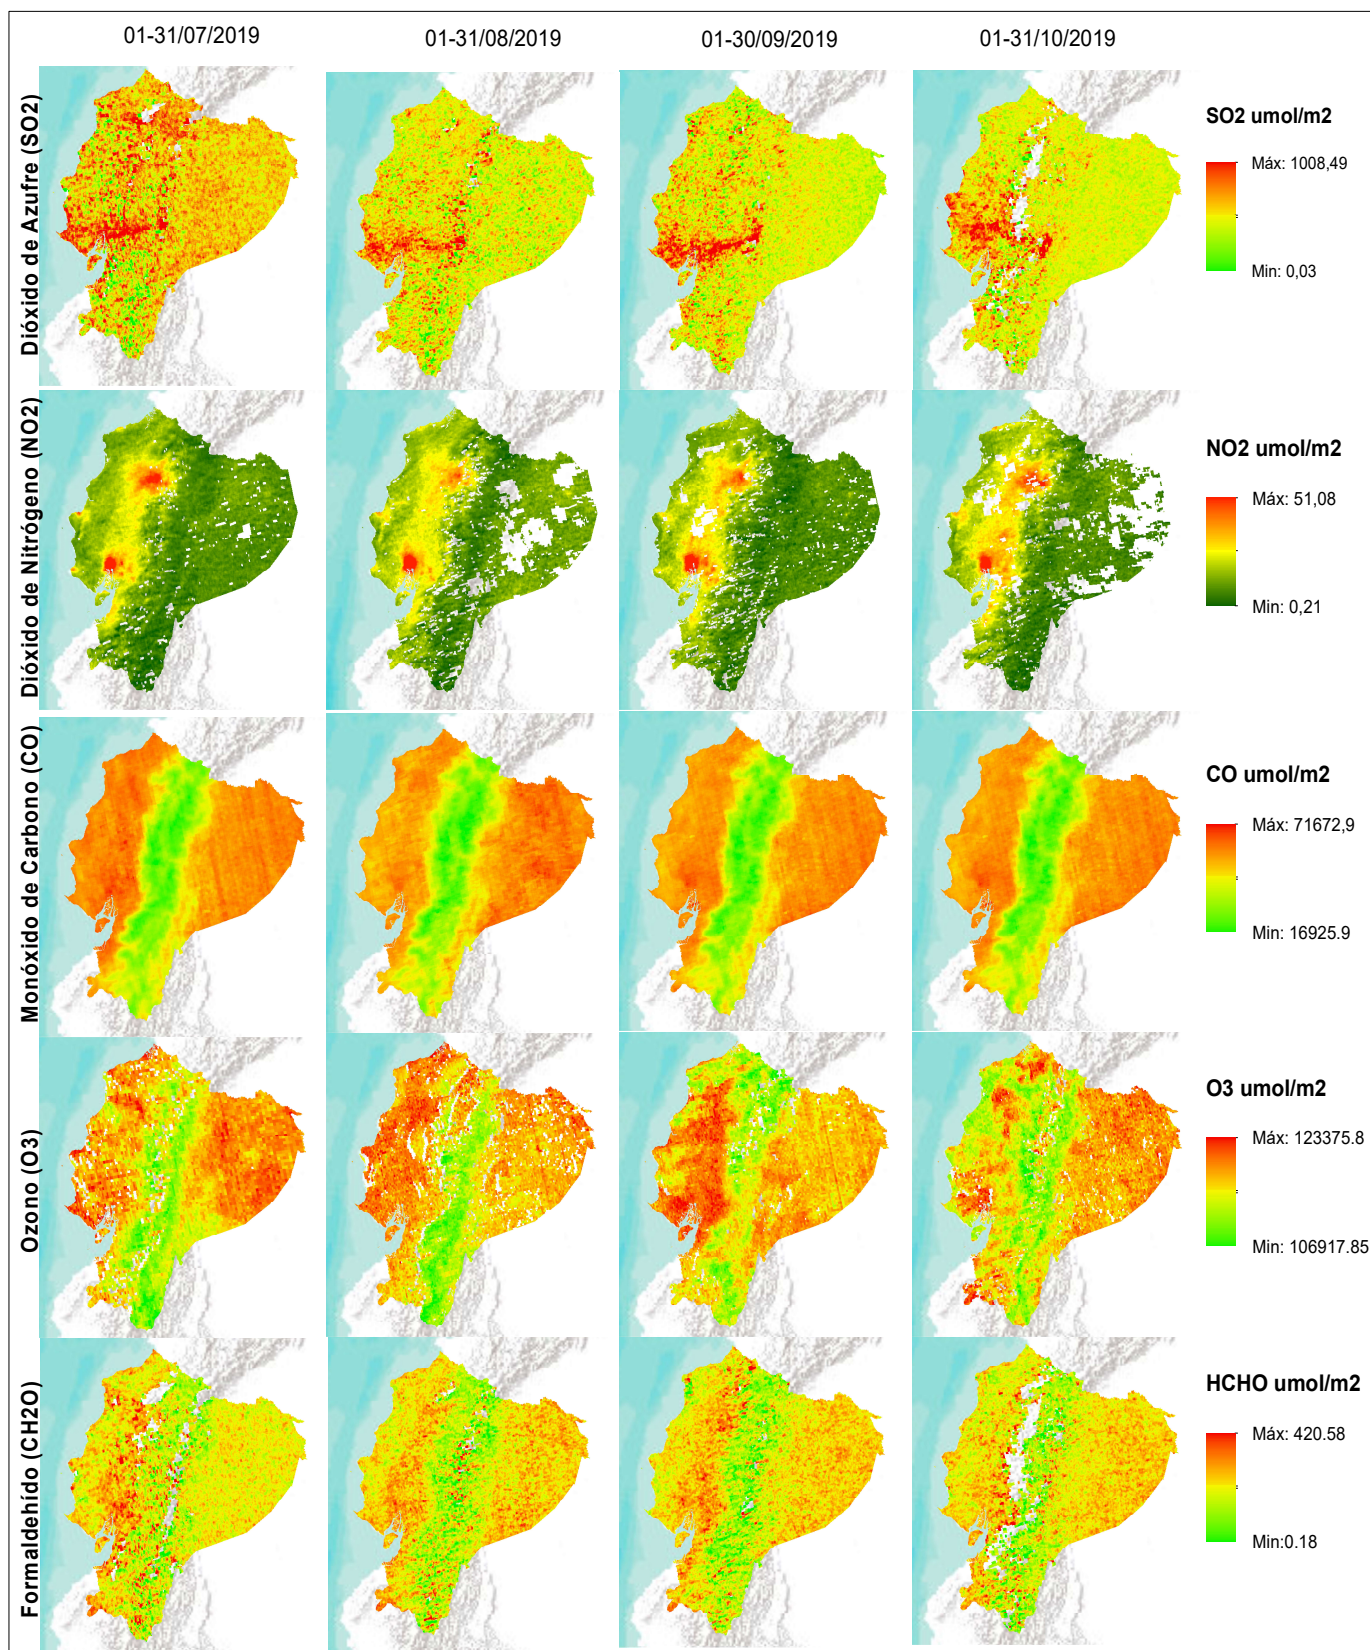 01-31/07/2019
01-31/08/2019
01-30/09/2019
01-31/10/2019
Dióxido de Azufre (SO2)
SO2 umol/m2
Máx: 1008,49
Min: 0,03
Dióxido de Nitrógeno (NO2)
NO2 umol/m2
Máx: 51,08
Min: 0,21
Monóxido de Carbono (CO)
CO umol/m2
Máx: 71672,9
Min: 16925.9
Ozono (O3)
O3 umol/m2
Máx: 123375.8
Min: 106917.85
Formaldehído (CH2O)
HCHO umol/m2
Máx: 420.58
Min:0.18